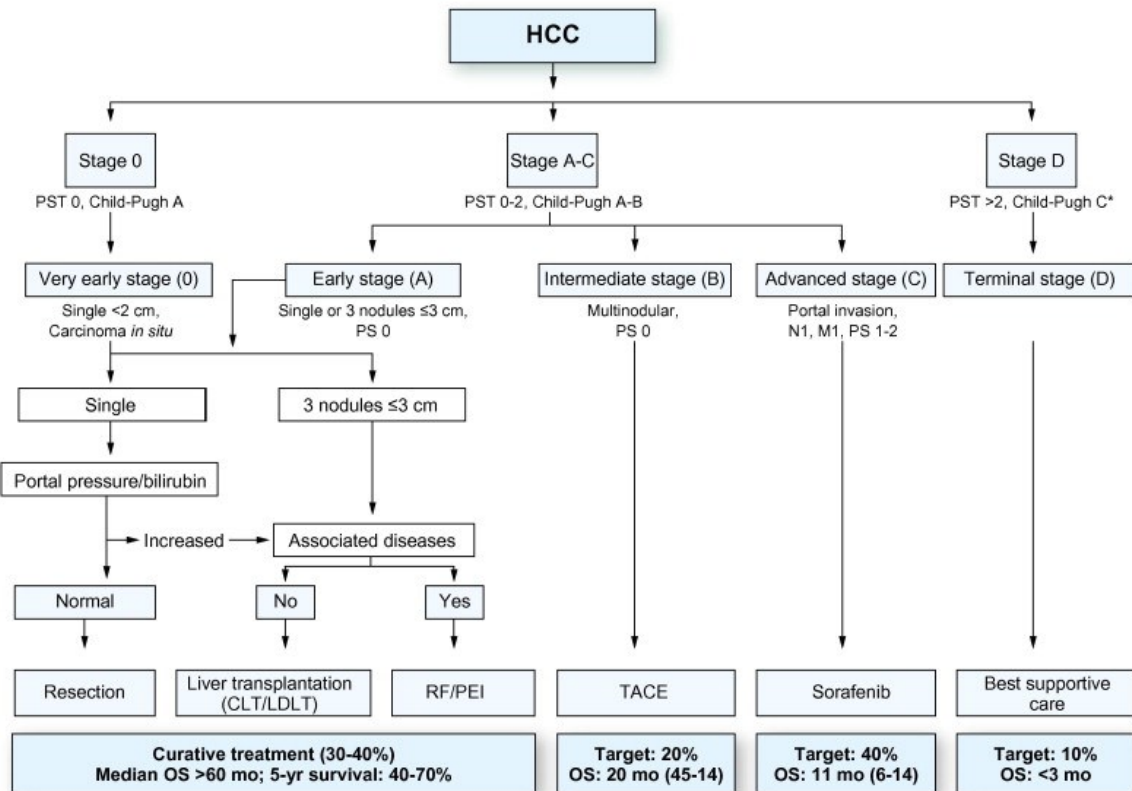 HCC
Stage 0
Stage A-C
Stage D
PST 0, Child-Pugh A
PST 0-2, Child-Pugh A-B
PST >2, Child-Pugh C*
Very early stage (0)
Early stage (A)
Intermediate stage (B)
Advanced stage (C)
Terminal stage (D)
Single <2 cm,
Carcinoma in situ
Single or 3 nodules ≤3 cm,
PS 0
Multinodular,
PS 0
Portal invasion,
N1, M1, PS 1-2
Single
3 nodules ≤3 cm
Portal pressure/bilirubin
Increased
Associated diseases
Normal
No
Yes
Resection
Liver transplantation
(CLT/LDLT)
RF/PEI
TACE
Sorafenib
Best supportive
care
Curative treatment (30-40%)
Median OS >60 mo; 5-yr survival: 40-70%
Target: 20%
OS: 20 mo (45-14)
Target: 40%
OS: 11 mo (6-14)
Target: 10%
OS: <3 mo